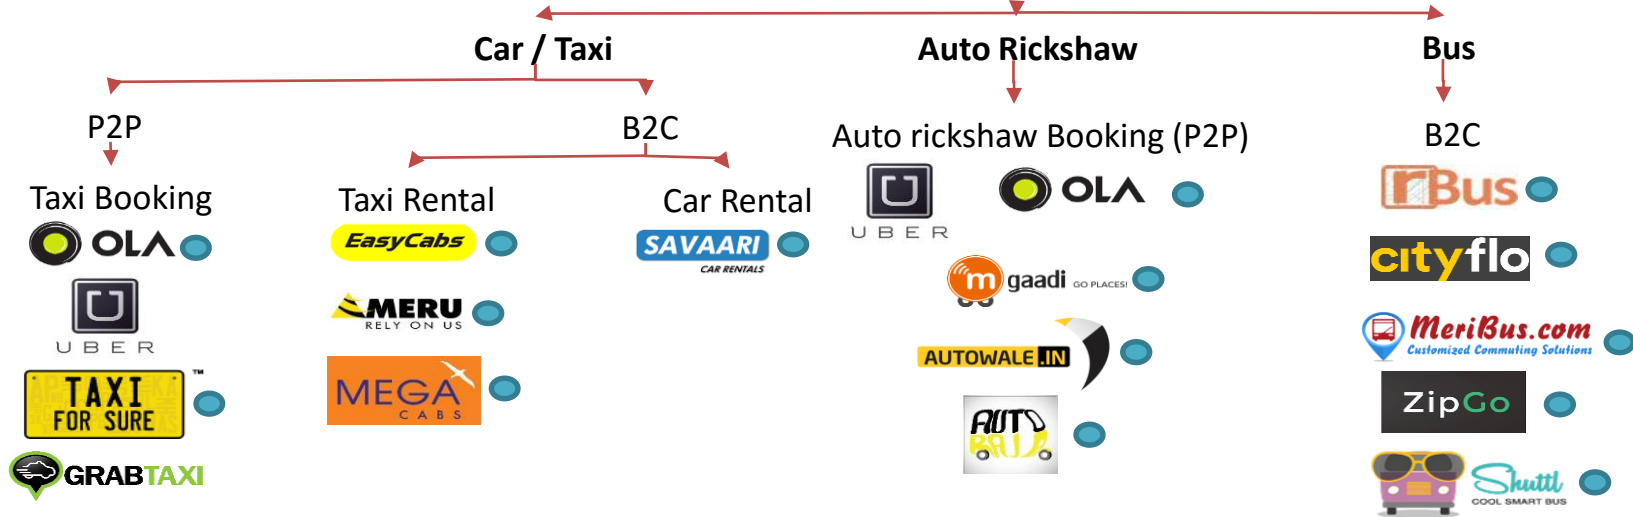 Car / Taxi
Auto Rickshaw
Bus
P2P
B2C
Auto rickshaw Booking (P2P)
B2C
Taxi Booking
Taxi Rental
Car Rental
OLA
UBER
TAXI
FOR SURE
™
GRABTAXI
EasyCabs
MERU
RELY ON US
MEGA
CABS
SAVAARI
CAR RENTALS
UBER
OLA
m gaadi GO PLACES!
AUTOWALE.IN
AUTO
rBus
cityflo
MeriBus.com
Customized Commuting Solutions
ZipGo
Shuttl
COOL SMART BUS